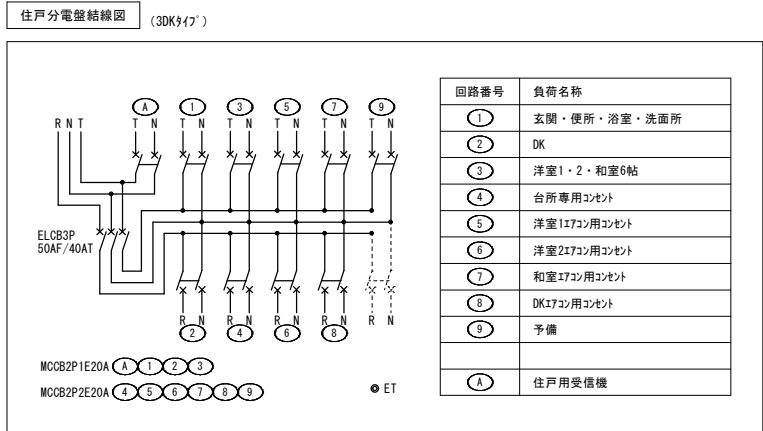 住戸分電盤結線図 (3DKﾀｲﾌﾟ)
A 1 3 5 7 9
R N T T N T N T N T N T N T N
ELCB3P
50AF/40AT
R N R N R N R N R N
2 4 6 8
MCCB2P1E20A A 1 2 3
MCCB2P2E20A 4 5 6 7 8 9
ET
回路番号 負荷名称
1 玄関・便所・浴室・洗面所
2 DK
3 洋室1・2・和室6帖
4 台所専用ｺﾝｾﾝﾄ
5 洋室1ｴｱｺﾝ用ｺﾝｾﾝﾄ
6 洋室2ｴｱｺﾝ用ｺﾝｾﾝﾄ
7 和室ｴｱｺﾝ用ｺﾝｾﾝﾄ
8 DKｴｱｺﾝ用ｺﾝｾﾝﾄ
9 予備
A 住戸用受信機